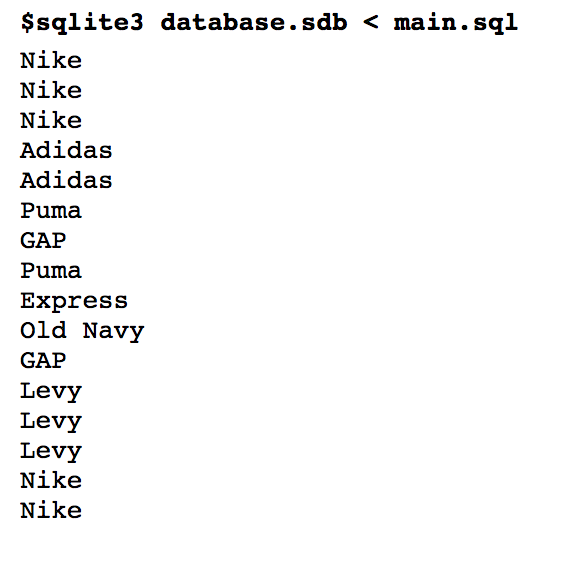 $sqlite3 database.sdb < main.sql
Nike
Nike
Nike
Adidas
Adidas
Puma
GAP
Puma
Express
Old Navy
GAP
Levy
Levy
Levy
Nike
Nike